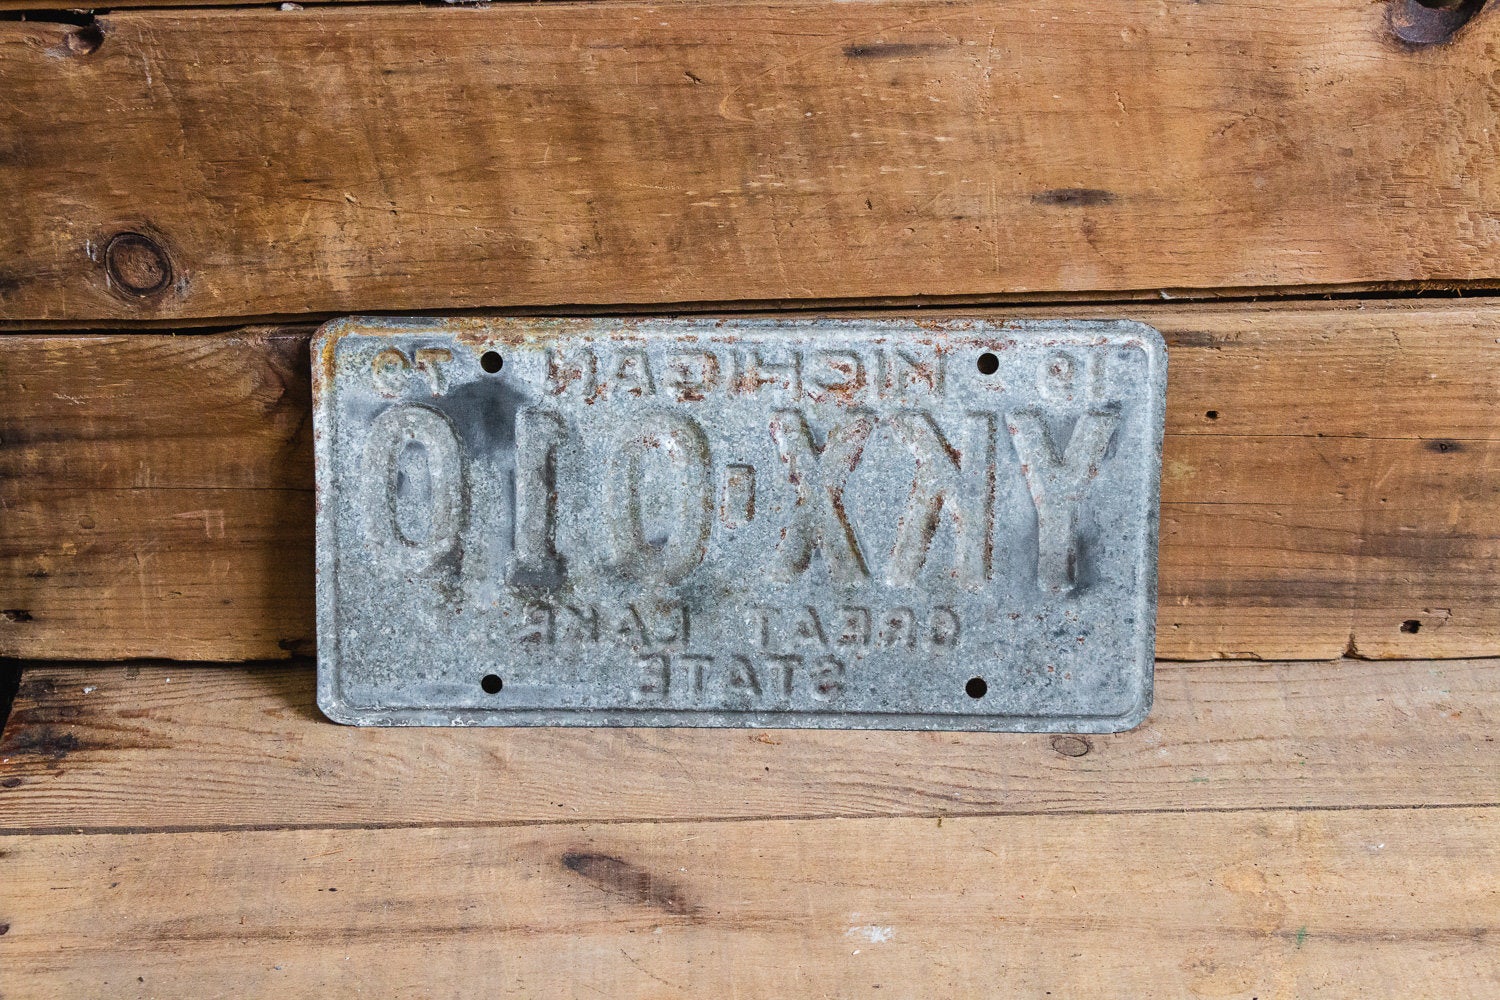 19 MICHIGAN 70
YKX-010
GREAT LAKE
STATE